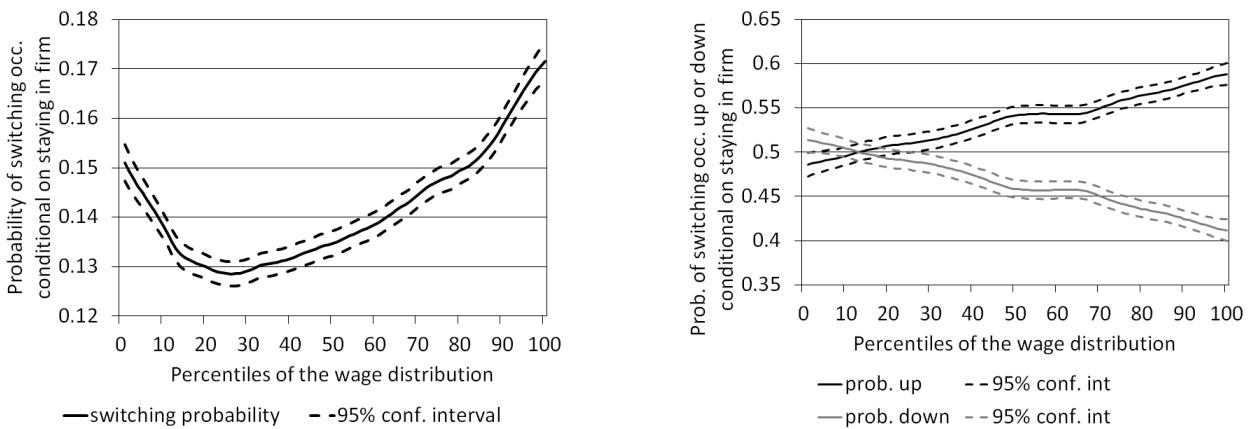 Probability of switching occ.
conditional on staying in firm
0.18
0.17
0.16
0.15
0.14
0.13
0.12
0 10 20 30 40 50 60 70 80 90 100
Percentiles of the wage distribution
switching probability 95% conf. interval
Prob. of switching occ. up or down
conditional on staying in firm
0.65
0.6
0.55
0.5
0.45
0.4
0.35
0 10 20 30 40 50 60 70 80 90 100
Percentiles of the wage distribution
prob. up 95% conf. int
prob. down 95% conf. int